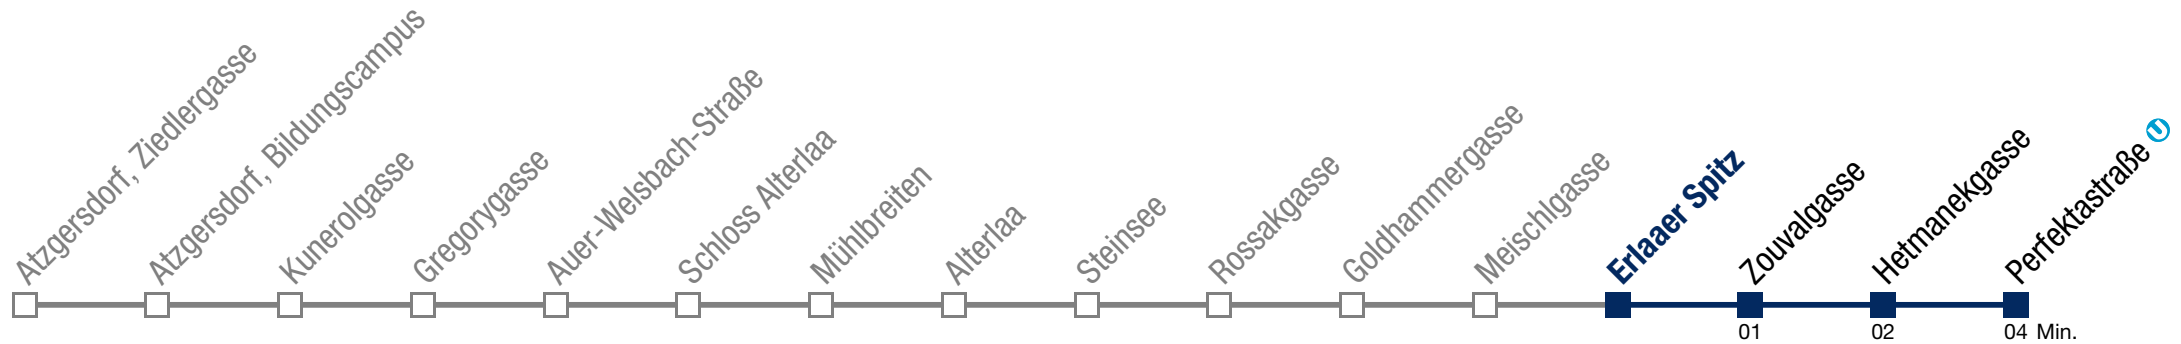 Atzgersdorf, Ziedlergasse
Atzgersdorf, Bildungscampus
Kunerolgasse
Gregorygasse
Auer-Welsbach-Straße
Schloss Alterlaa
Mühlbreiten
Alterlaa
Steinsee
Rossakgasse
Goldhammergasse
Meischlgasse
Erlaaer Spitz
Zouvalgasse
Hetmanekgasse
Perfektastraße U
01 02 04 Min.